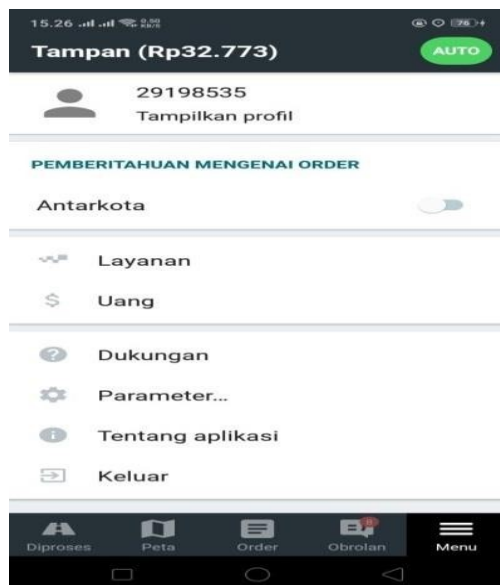 15.26
76
Tampan (Rp32.773)
AUTO
29198535
Tampilkan profil
PEMBERITAHUAN MENGENAI ORDER
Antarkota
Layanan
$ Uang
? Dukungan
Parameter...
i Tentang aplikasi
Keluar
Diproses Peta Order Obrolan Menu